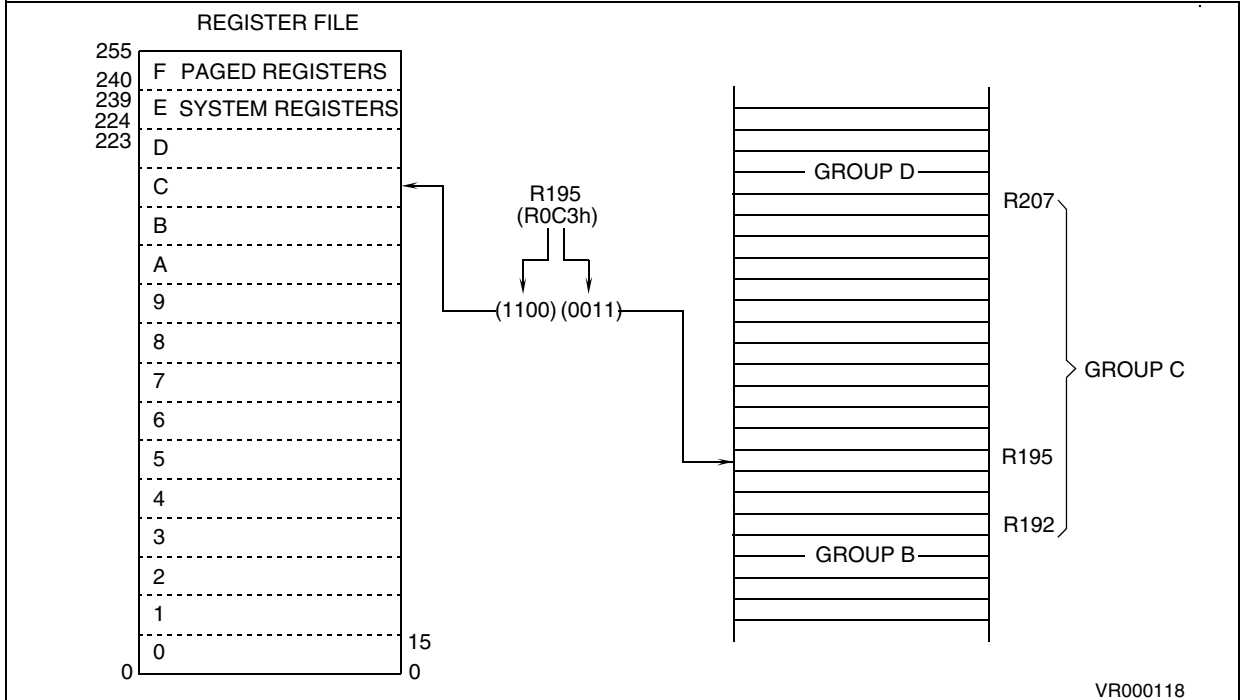 REGISTER FILE
255
240
239
224
223
F PAGED REGISTERS
E SYSTEM REGISTERS
D
C
B
A
9
8
7
6
5
4
3
2
1
0
15
0
0
R195
(R0C3h)
(1100) (0011)
GROUP D
R207
GROUP C
R195
R192
GROUP B
VR000118